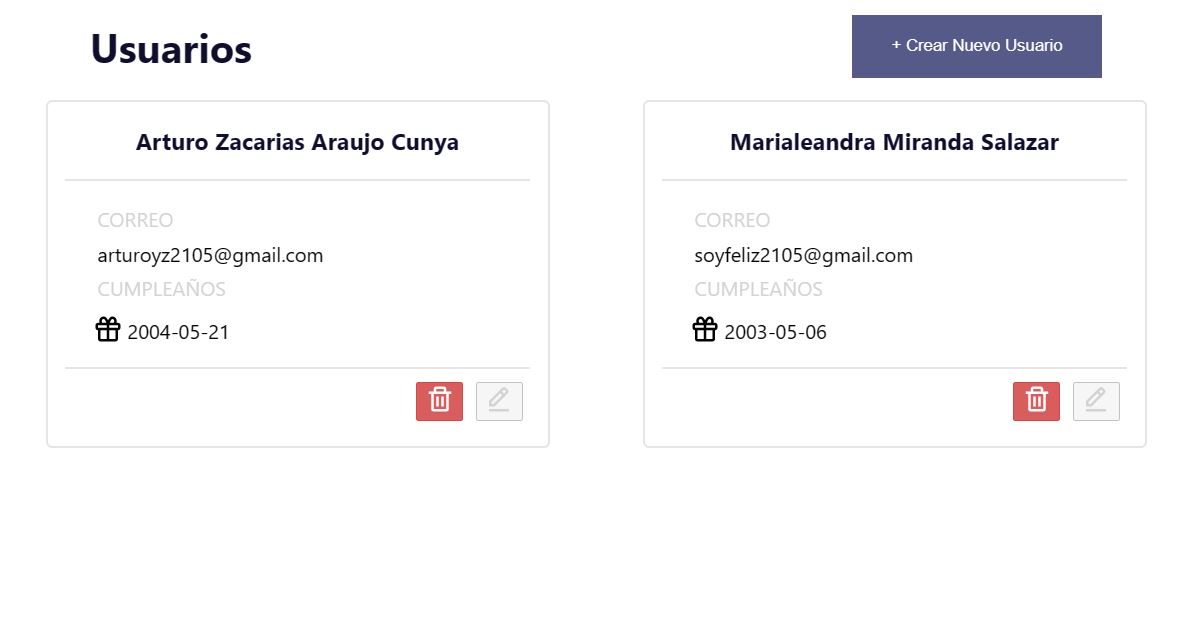 Usuarios
+ Crear Nuevo Usuario
Arturo Zacarias Araujo Cunya
CORREO
arturoyz2105@gmail.com
CUMPLEAÑOS
2004-05-21
Marialeandra Miranda Salazar
CORREO
soyfeliz2105@gmail.com
CUMPLEAÑOS
2003-05-06